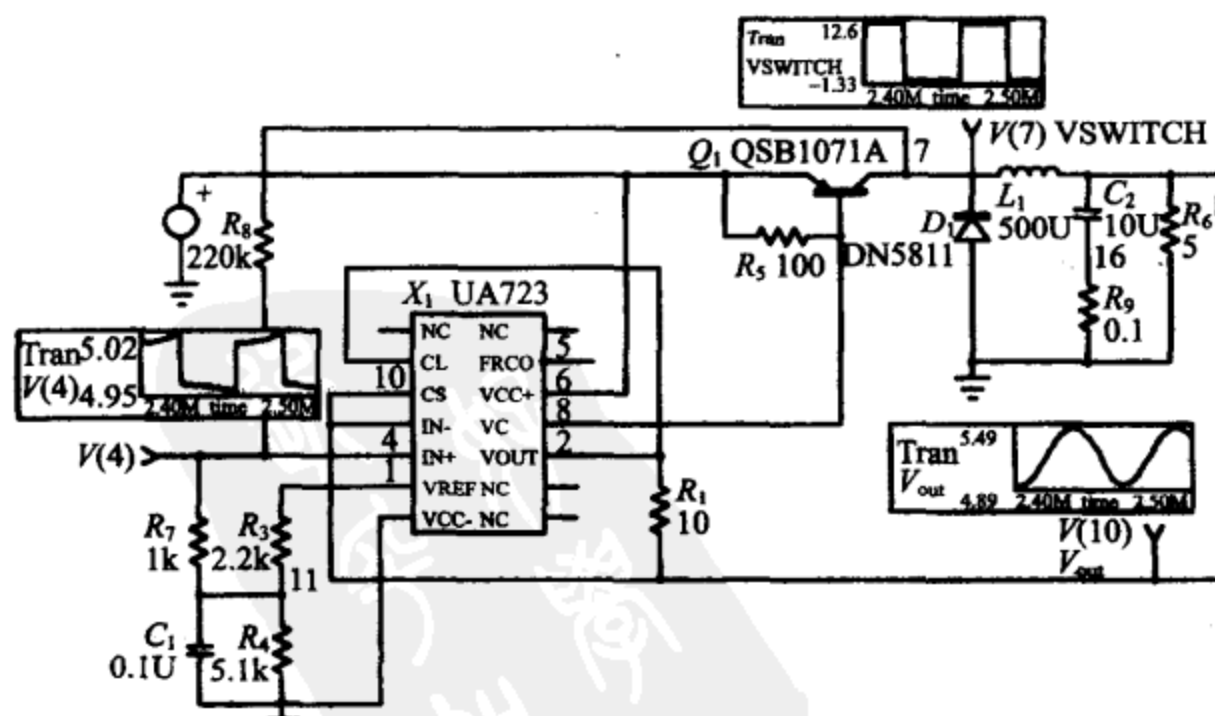 Tran 12.6
VSWITCH
-1.33
2.40M time 2.50M
V(7) VSWITCH
Q1 QSB1071A 7
+
R8
220k
R5 100
D1
DN5811
L1
500U
C2
10U
16
R9
0.1
R6
5
X1 UA723
NC NC
CL FRCO 5
10 CS VCC+ 6
IN- VC 8
4 IN+ VOUT 2
1 VREF NC
VCC- NC
Tran 5.02
V(4) 4.95
2.40M time 2.50M
V(4)
R7
1k
R3
2.2k
11
R1
10
C1
0.1U
R4
5.1k
Tran 5.49
Vout 4.89
2.40M time 2.50M
V(10)
Vout